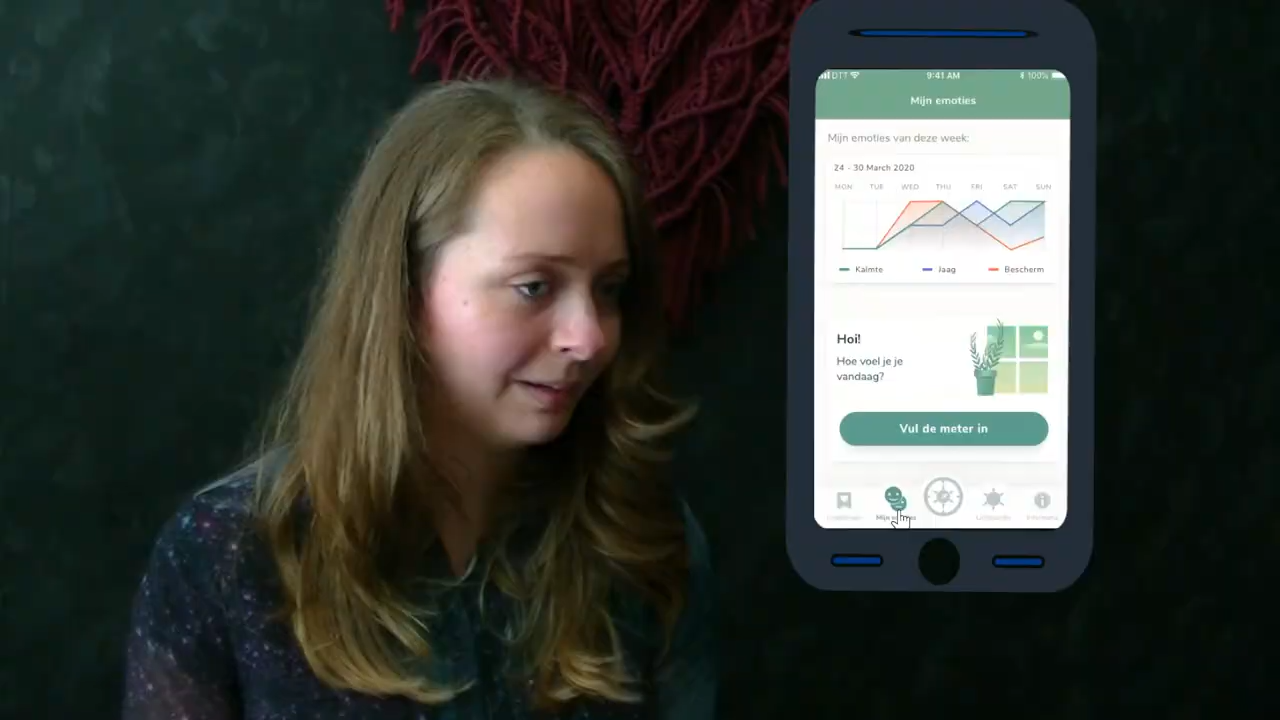 DTT 9:41 AM 100%
Mijn emoties
Mijn emoties van deze week:
24 - 30 March 2020
MON TUE WED THU FRI SAT SUN
Kalmte Jaag Bescherm
Hoi!
Hoe voel je je
vandaag?
Vul de meter in